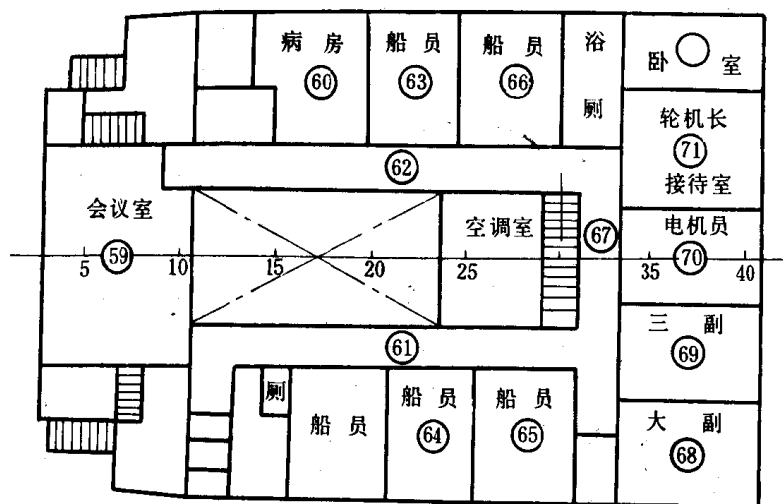 病 房
60
船 员
63
船 员
66
浴
厕
卧 室
轮机长
71
接待室
62
会议室
59
空调室
67
电机员
70
5
10
15
20
25
35
40
61
三 副
69
厕
船 员
船 员
64
船 员
65
大 副
68